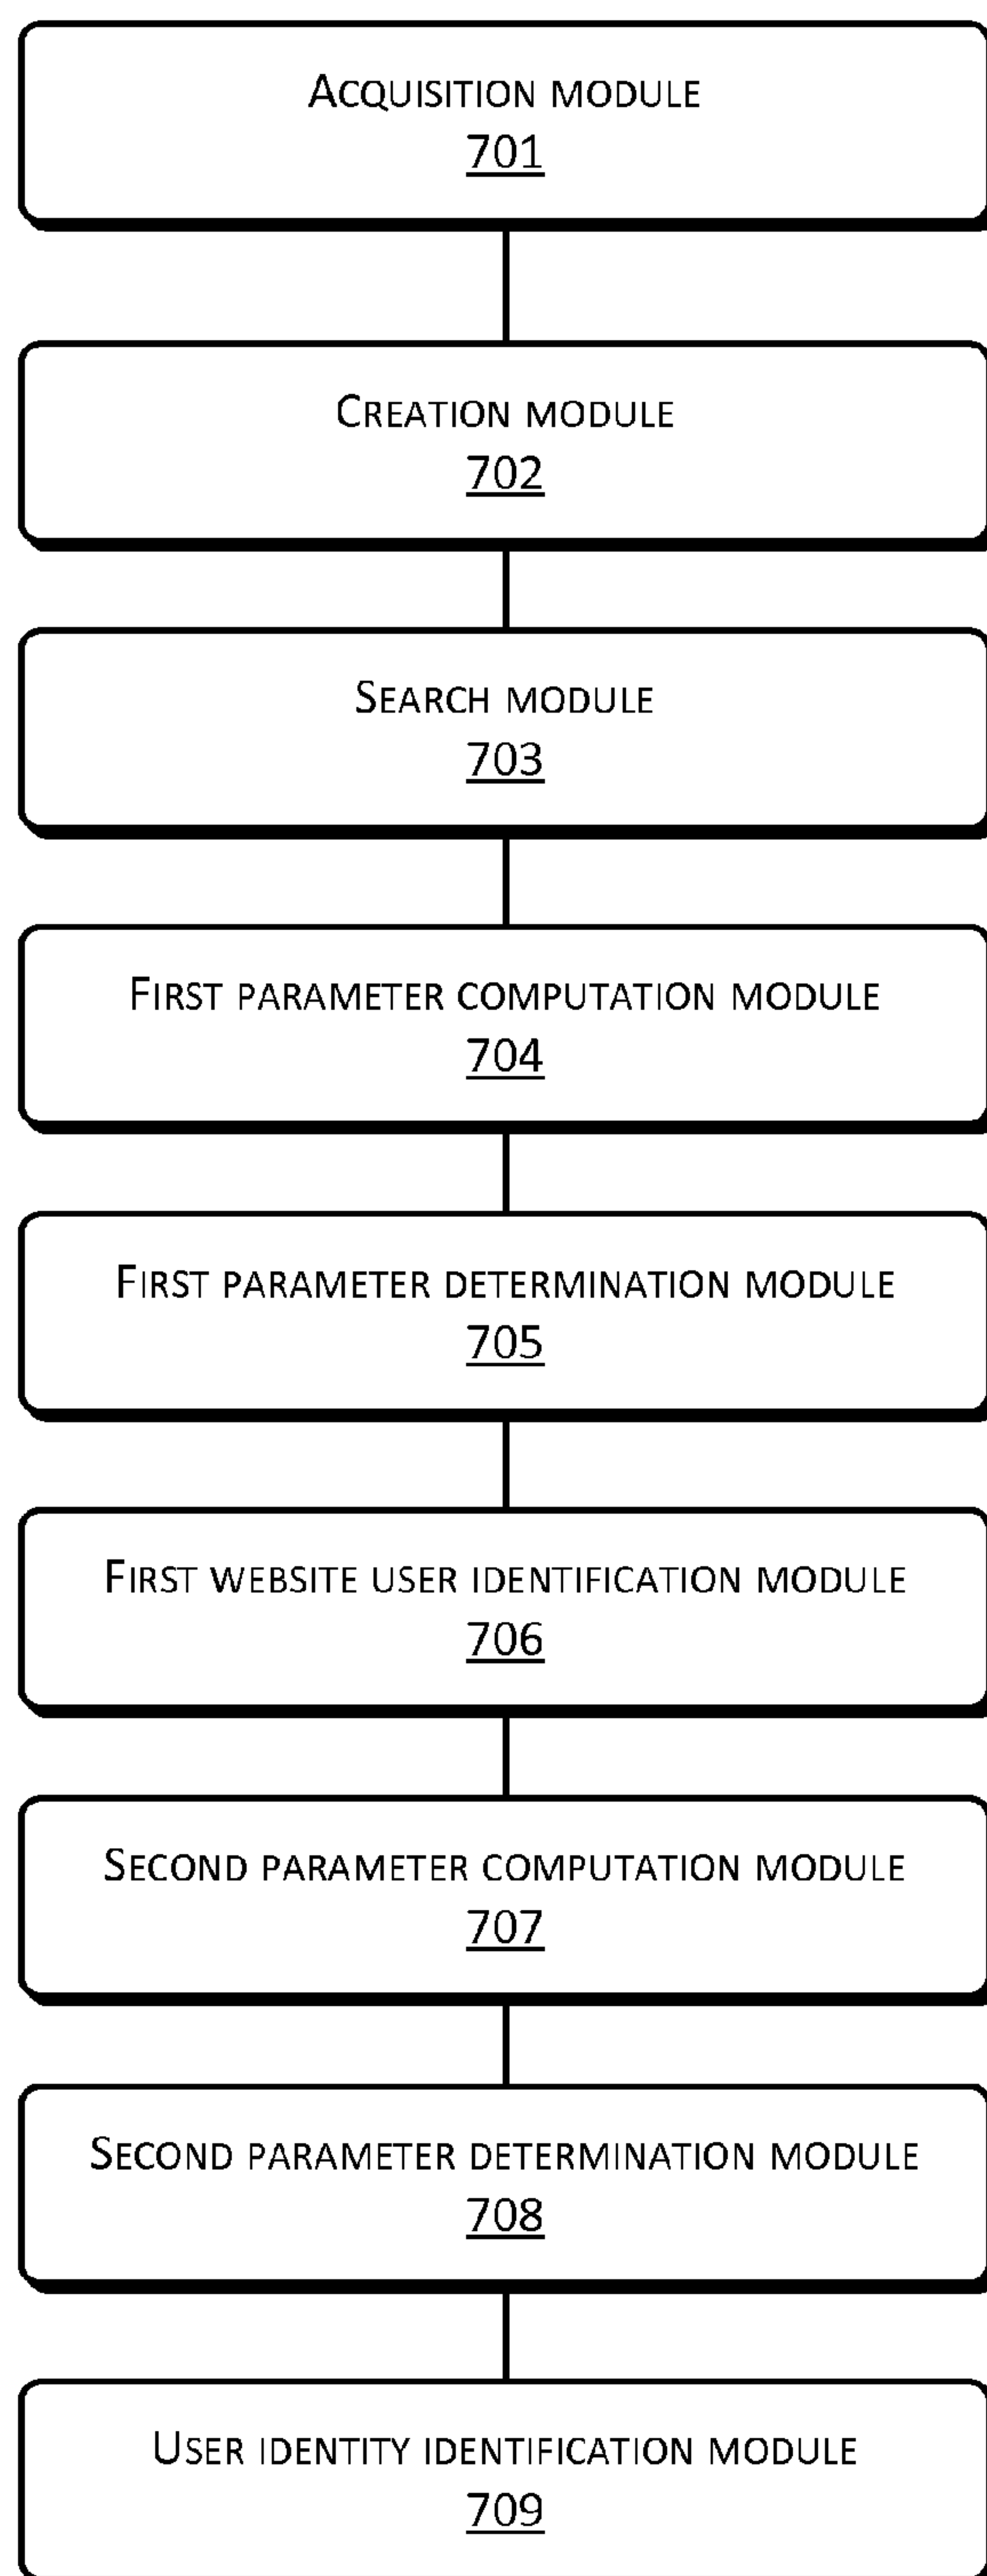 Acquisition module
701
Creation module
702
Search module
703
First parameter computation module
704
First parameter determination module
705
First website user identification module
706
Second parameter computation module
707
Second parameter determination module
708
User identity identification module
709